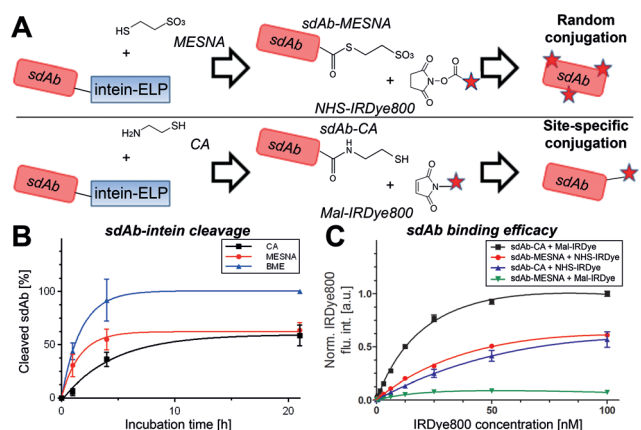 A
HS
SO₃⁻
+
MESNA
sdAb
intein-ELP
sdAb-MESNA
sdAb
S
SO₃⁻
O
+
O
N-O
O
O
NHS-IRDye800
Random
conjugation
sdAb
H₂N
SH
+
CA
sdAb
intein-ELP
sdAb-CA
sdAb
H
N
SH
O
+
O
N
O
Mal-IRDye800
Site-specific
conjugation
sdAb
B
sdAb-intein cleavage
CA
MESNA
BME
Cleaved sdAb [%]
100
50
0
0
10
20
Incubation time [h]
C
sdAb binding efficacy
sdAb-CA + Mal-IRDye
sdAb-MESNA + NHS-IRDye
sdAb-CA + NHS-IRDye
sdAb-MESNA + Mal-IRDye
Norm. IRDye800
flu. int. [a.u.]
1.0
0.5
0.0
0
25
50
75
100
IRDye800 concentration [nM]